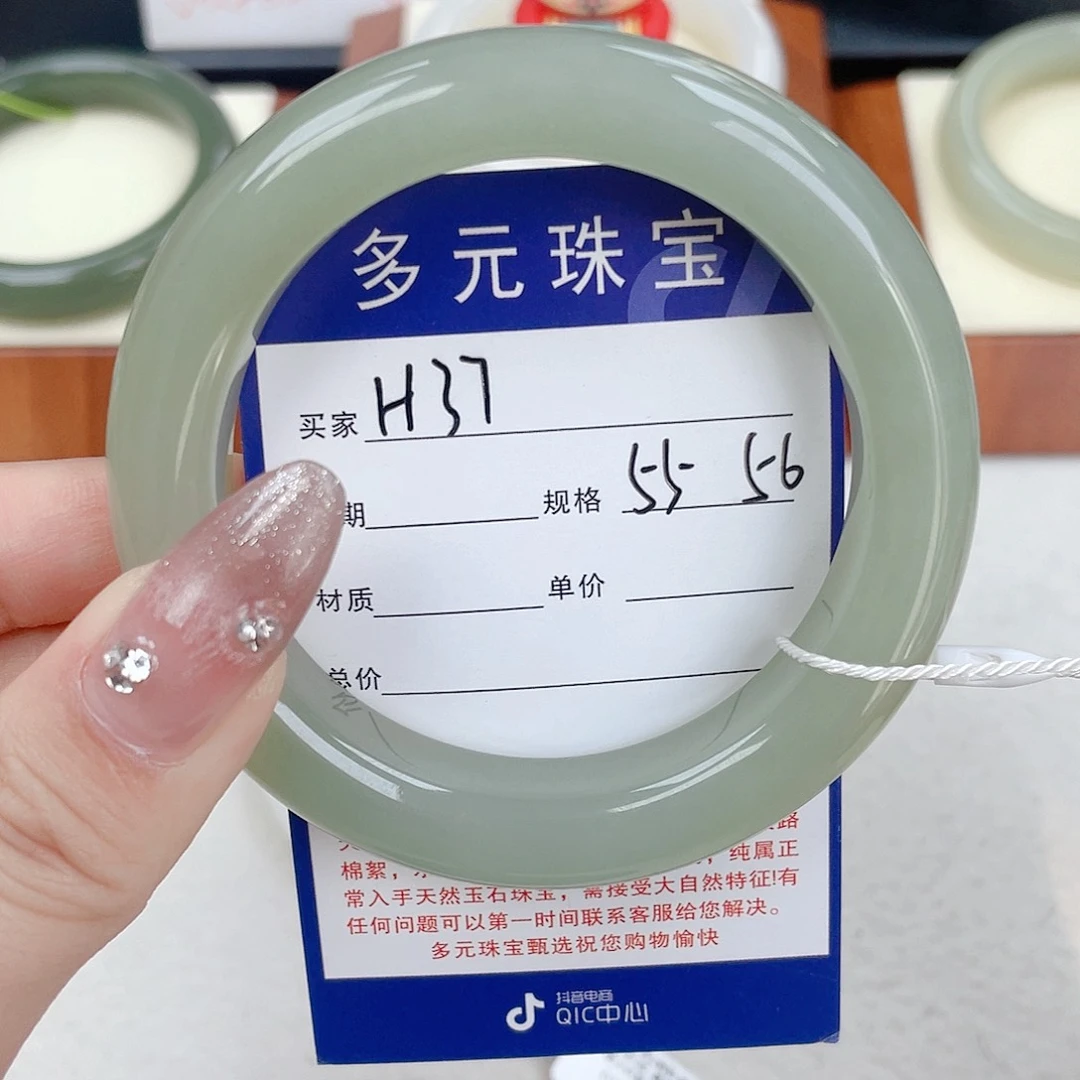 多元珠宝
买家 H37
期 规格 55 56
材质 单价
总价
路
棉絮， ，纯属正
常入手天然玉石珠宝，需接受大自然特征!有
任何问题可以第一时间联系客服给您解决。
多元珠宝甄选祝您购物愉快
抖音电商
QIC中心